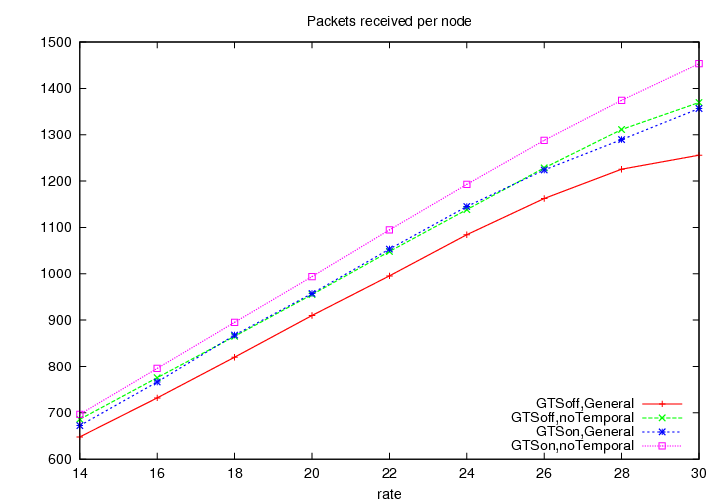 Packets received per node
1500
1400
1300
1200
1100
1000
900
800
700
600
14 16 18 20 22 24 26 28 30
rate
GTSoff,General
GTSoff,noTemporal
GTSon,General
GTSon,noTemporal